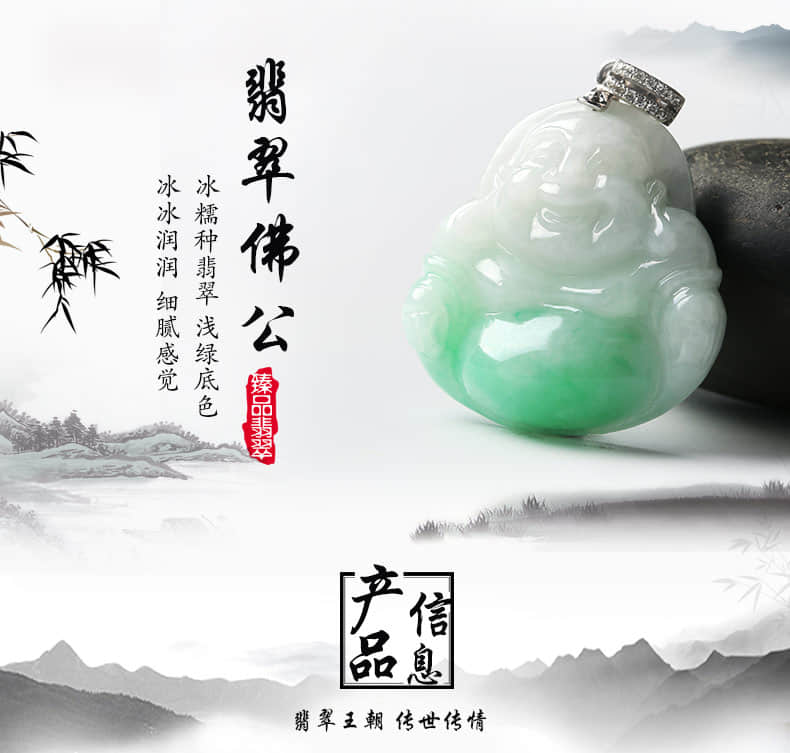 翡翠佛公
冰糯种翡翠 浅绿底色
冰冰润润 细腻感觉
臻品翡翠
产品
信息
翡翠王朝 传世传情